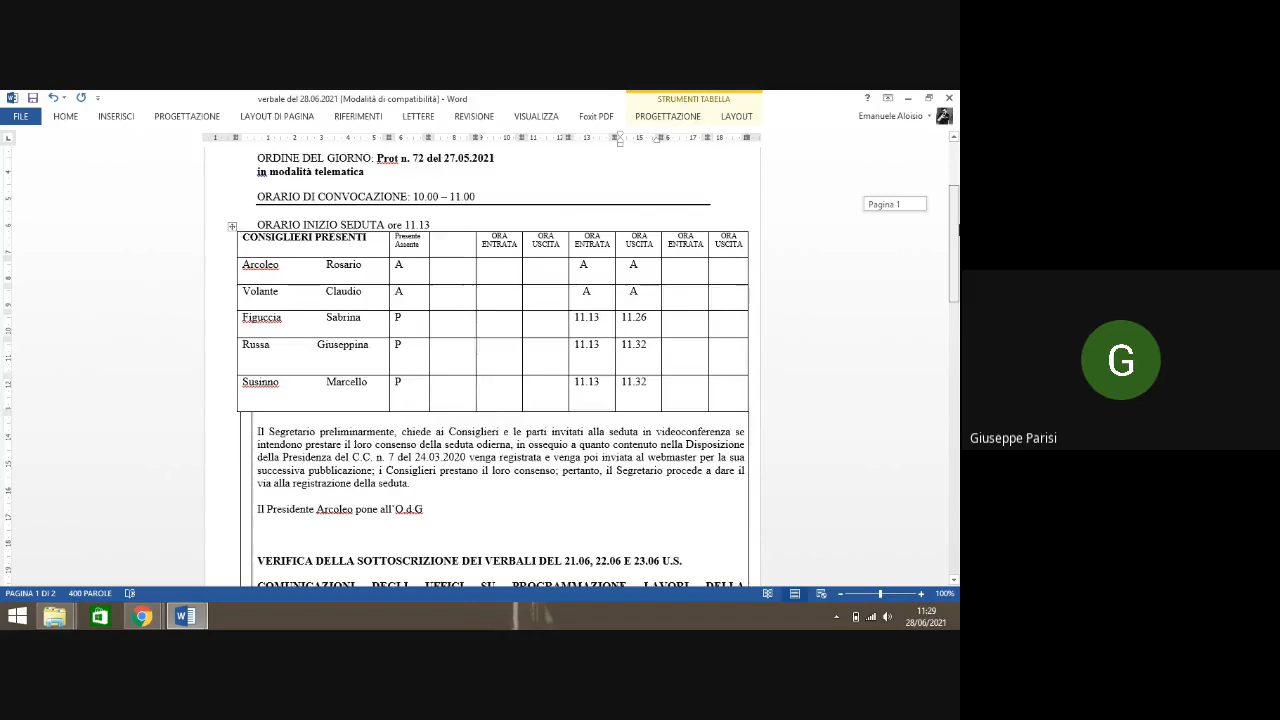 verbale del 28.06.2021 [Modalità di compatibilità] - Word
STRUMENTI TABELLA
FILE HOME INSERISCI PROGETTAZIONE LAYOUT DI PAGINA RIFERIMENTI LETTERE REVISIONE VISUALIZZA Foxit PDF PROGETTAZIONE LAYOUT Emanuele Aloisio
ORDINE DEL GIORNO: Prot n. 72 del 27.05.2021
in modalità telematica
ORARIO DI CONVOCAZIONE: 10.00 – 11.00
Pagina 1
ORARIO INIZIO SEDUTA ore 11.13
CONSIGLIERI PRESENTI Presente Assente ORA ENTRATA ORA USCITA ORA ENTRATA ORA USCITA ORA ENTRATA ORA USCITA
Arcoleo Rosario A A A
Volante Claudio A A A
Figuccia Sabrina P 11.13 11.26
Russa Giuseppina P 11.13 11.32
Susinno Marcello P 11.13 11.32
Il Segretario preliminarmente, chiede ai Consiglieri e le parti invitati alla seduta in videoconferenza se
intendono prestare il loro consenso della seduta odierna, in ossequio a quanto contenuto nella Disposizione
della Presidenza del C.C. n. 7 del 24.03.2020 venga registrata e venga poi inviata al webmaster per la sua
successiva pubblicazione; i Consiglieri prestano il loro consenso; pertanto, il Segretario procede a dare il
via alla registrazione della seduta.
Il Presidente Arcoleo pone all'O.d.G
VERIFICA DELLA SOTTOSCRIZIONE DEI VERBALI DEL 21.06, 22.06 E 23.06 U.S.
COMUNICAZIONI DEGLI UFFICI SU PROGRAMMAZIONE LAVORI DELLA
PAGINA 1 DI 2 400 PAROLE 100%
11:29
28/06/2021
G
Giuseppe Parisi